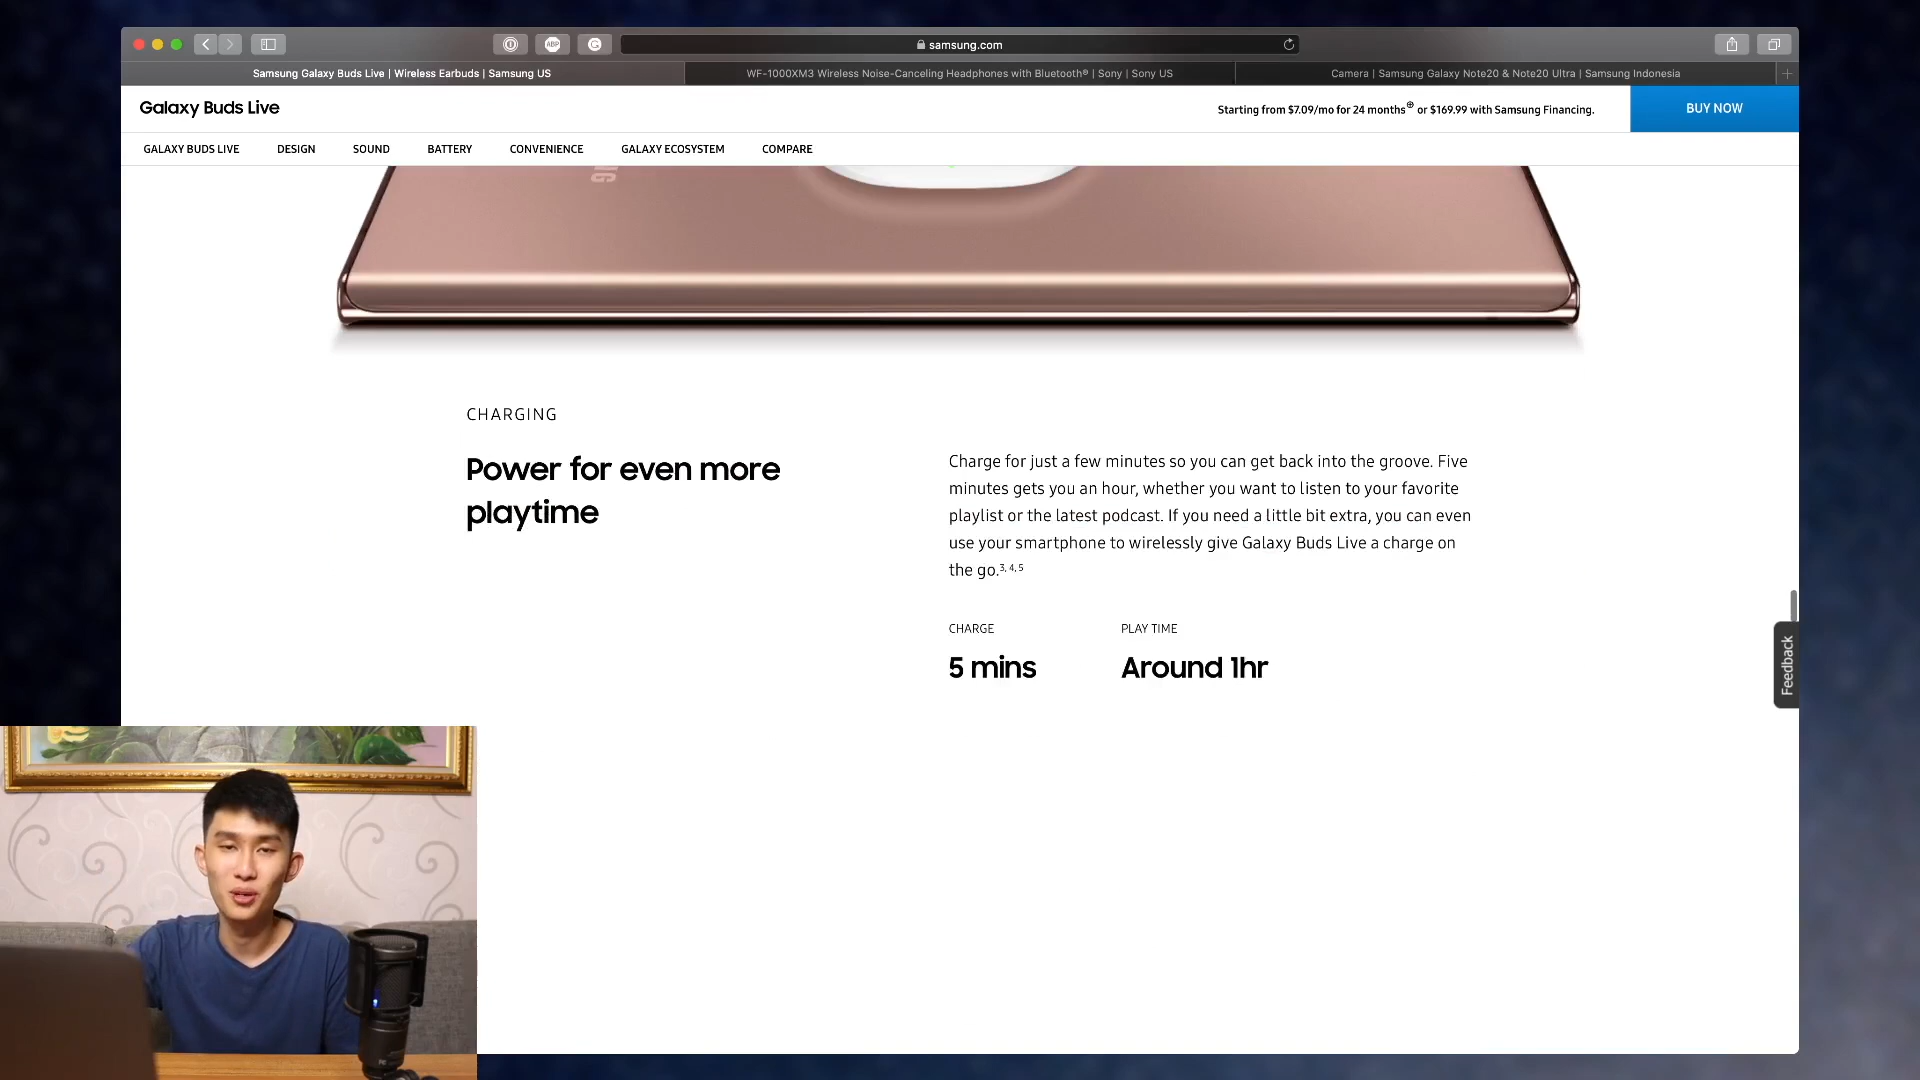 samsung.com
Samsung Galaxy Buds Live | Wireless Earbuds | Samsung US
WF-1000XM3 Wireless Noise-Canceling Headphones with Bluetooth® | Sony | Sony US
Camera | Samsung Galaxy Note20 & Note20 Ultra | Samsung Indonesia
Galaxy Buds Live
Starting from $7.09/mo for 24 months⊕ or $169.99 with Samsung Financing.
BUY NOW
GALAXY BUDS LIVE
DESIGN
SOUND
BATTERY
CONVENIENCE
GALAXY ECOSYSTEM
COMPARE
CHARGING
Power for even more
playtime
Charge for just a few minutes so you can get back into the groove. Five
minutes gets you an hour, whether you want to listen to your favorite
playlist or the latest podcast. If you need a little bit extra, you can even
use your smartphone to wirelessly give Galaxy Buds Live a charge on
the go.3, 4, 5
CHARGE
PLAY TIME
5 mins
Around 1hr
Feedback
ABP